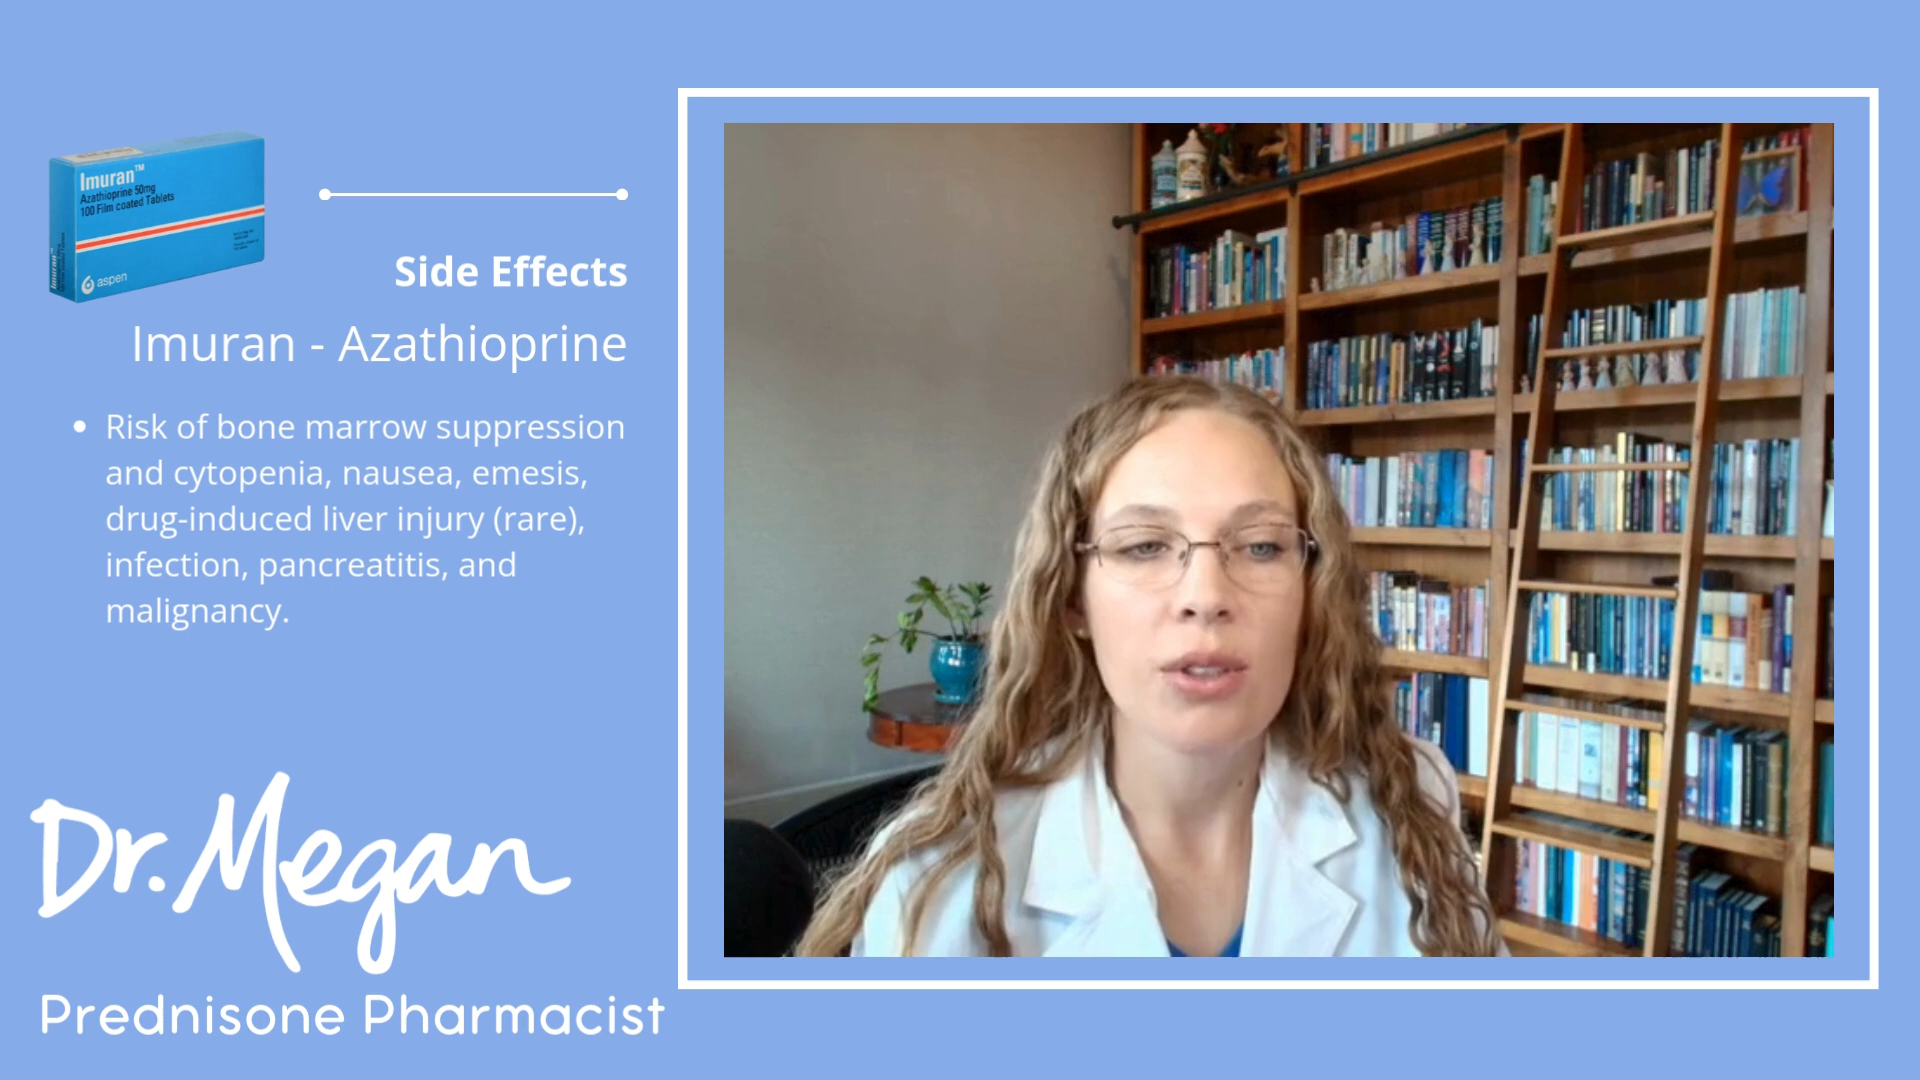 Imuran™
Azathioprine 50mg
100 Film coated Tablets
aspen
Side Effects
Imuran - Azathioprine
• Risk of bone marrow suppression
and cytopenia, nausea, emesis,
drug-induced liver injury (rare),
infection, pancreatitis, and
malignancy.
Dr. Megan
Prednisone Pharmacist